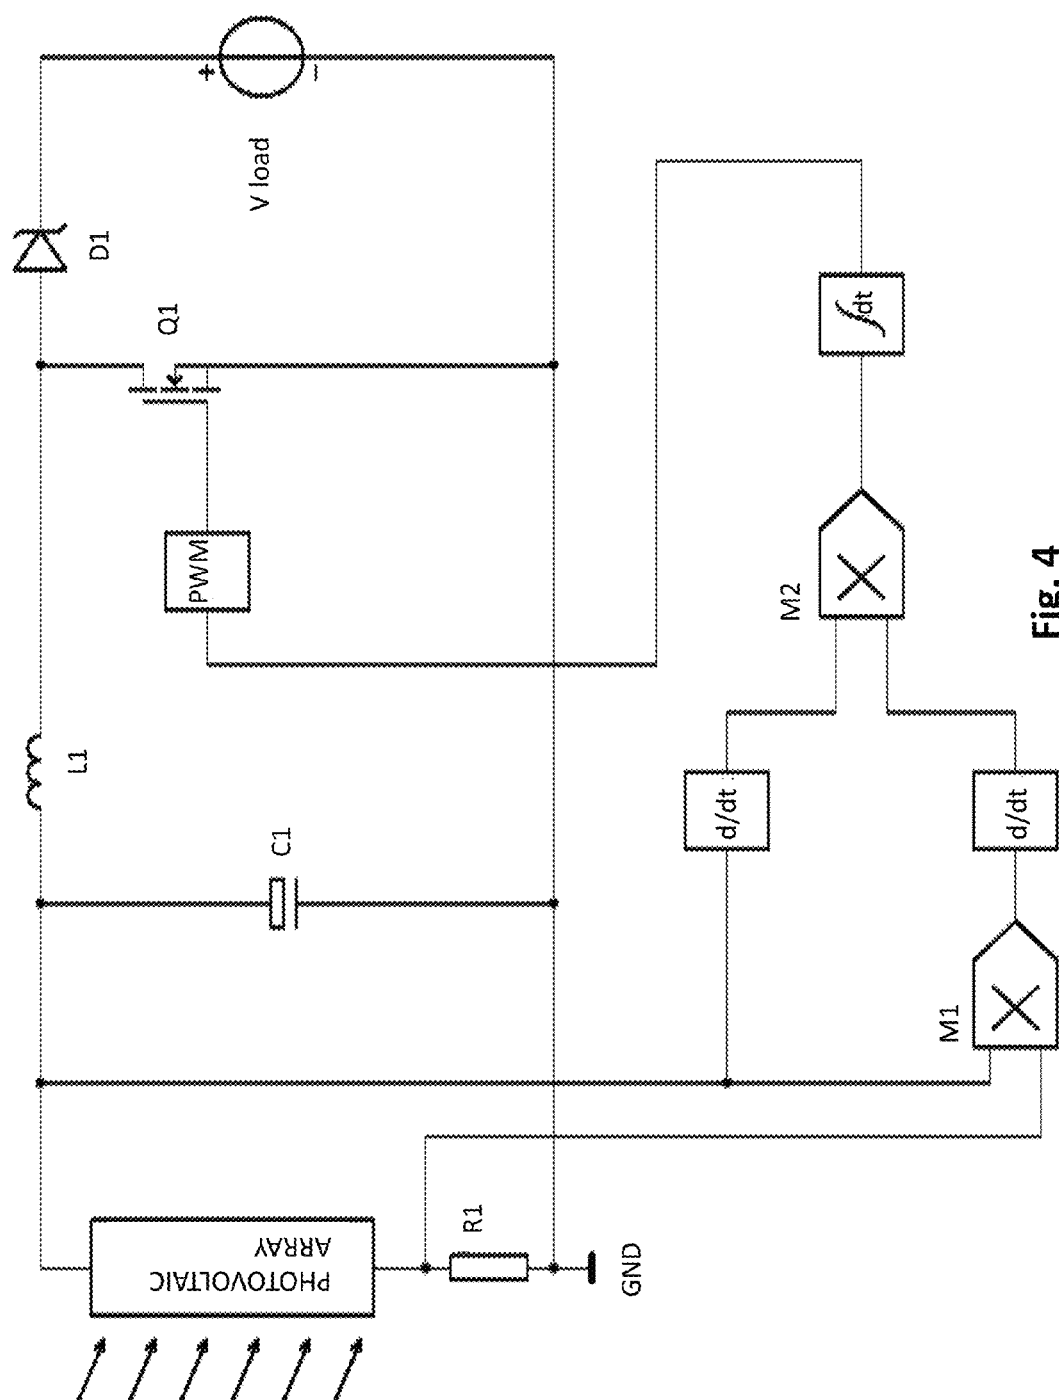 PHOTOVOLTAIC
ARRAY
R1
GND
C1
L1
PWM
Q1
D1
V load
+
−
M1
d/dt
d/dt
M2
∫dt
Fig. 4